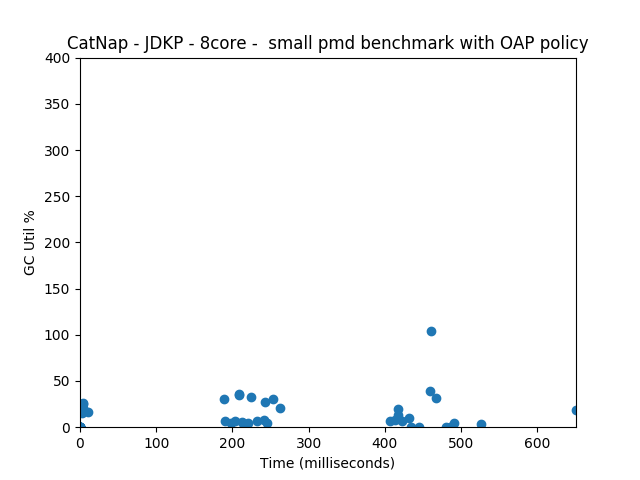 CatNap - JDKP - 8core -  small pmd benchmark with OAP policy
400
350
300
250
200
150
100
50
0
GC Util %
0 100 200 300 400 500 600
Time (milliseconds)